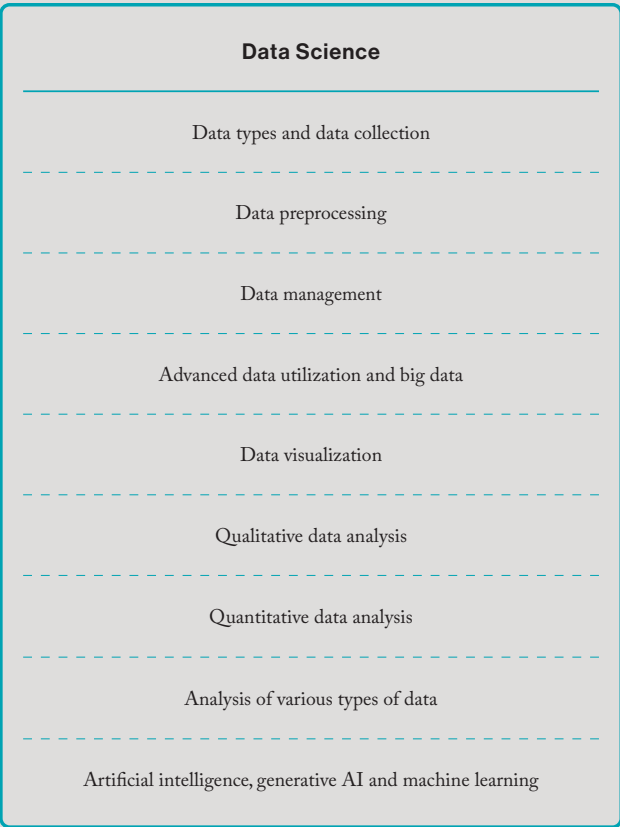 Data Science
Data types and data collection
Data preprocessing
Data management
Advanced data utilization and big data
Data visualization
Qualitative data analysis
Quantitative data analysis
Analysis of various types of data
Artificial intelligence, generative AI and machine learning